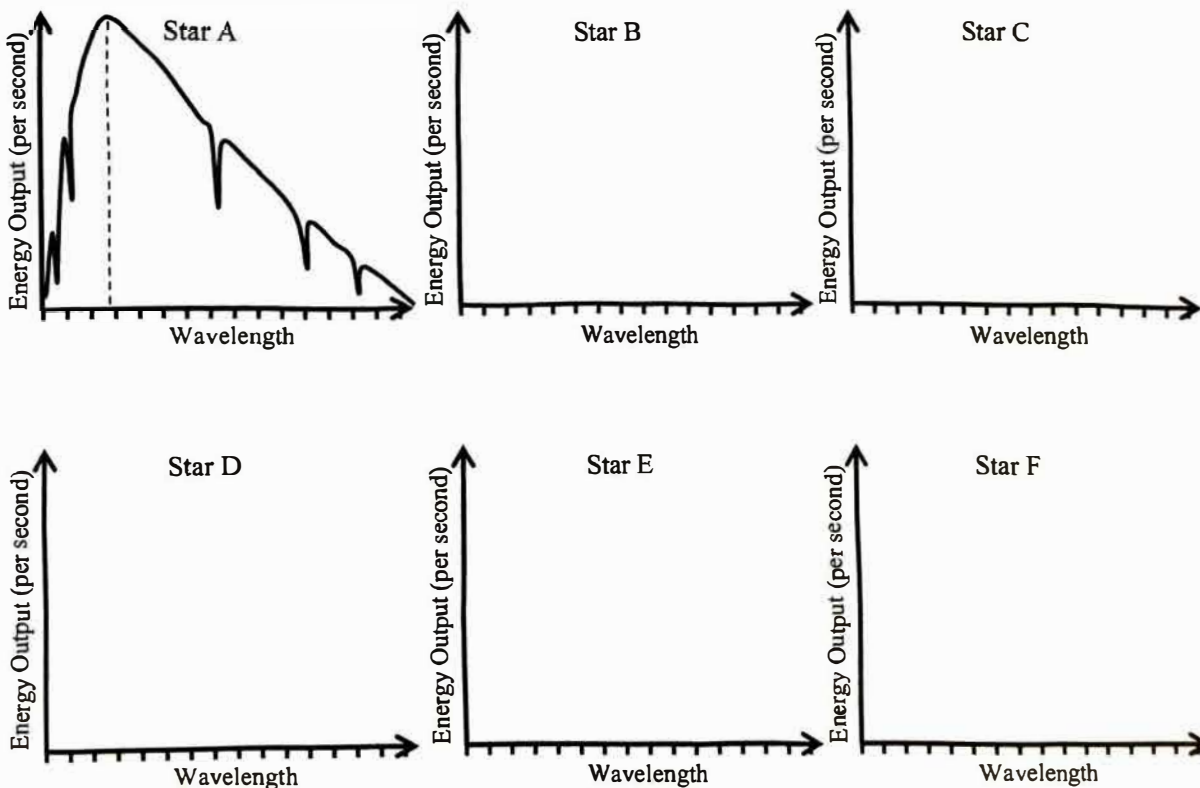 Star A
Energy Output (per second)
Wavelength
Star B
Energy Output (per second)
Wavelength
Star C
Energy Output (per second)
Wavelength
Star D
Energy Output (per second)
Wavelength
Star E
Energy Output (per second)
Wavelength
Star F
Energy Output (per second)
Wavelength